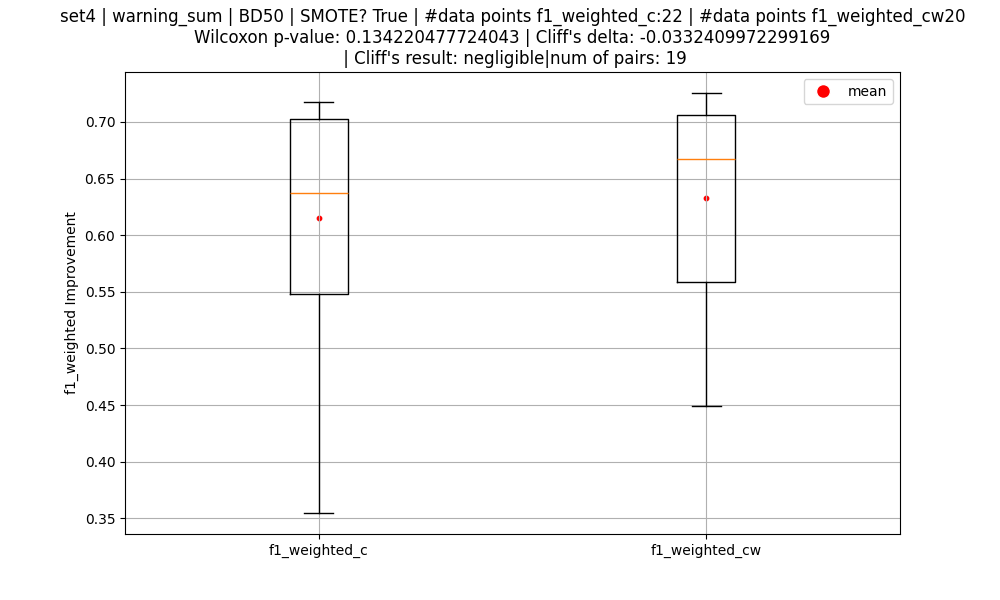 set4 | warning_sum | BD50 | SMOTE? True | #data points f1_weighted_c:22 | #data points f1_weighted_cw20
Wilcoxon p-value: 0.134220477724043 | Cliff's delta: -0.0332409972299169
| Cliff's result: negligible|num of pairs: 19
mean
0.70
0.65
0.60
0.55
0.50
0.45
0.40
0.35
f1_weighted Improvement
f1_weighted_c
f1_weighted_cw